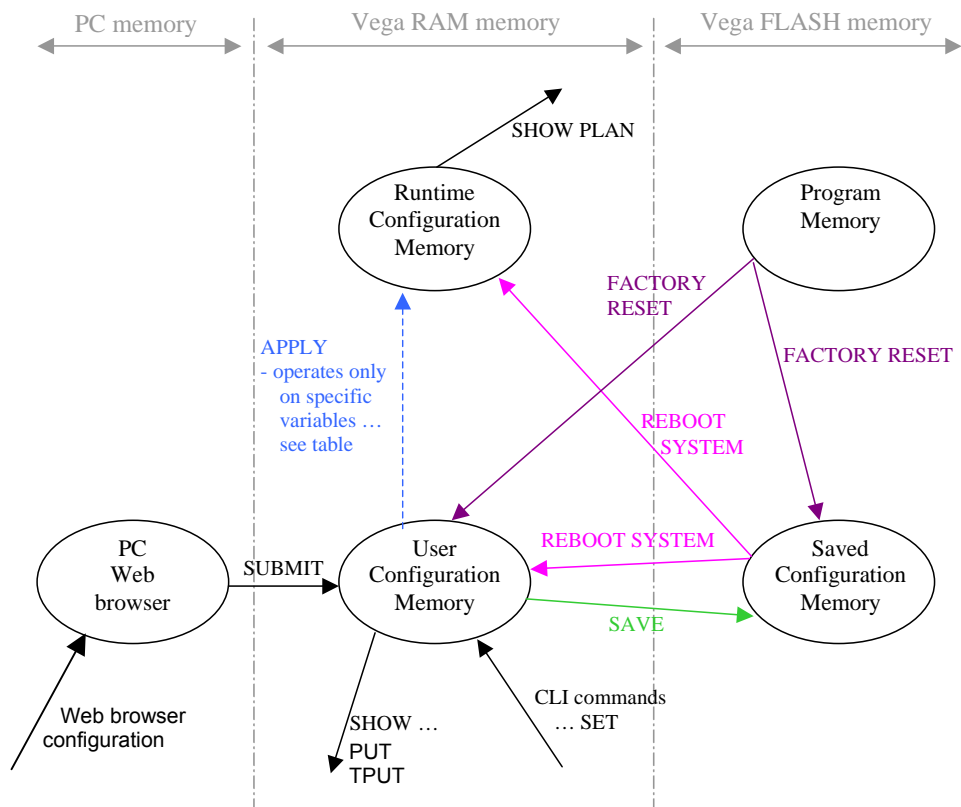 PC memory
Vega RAM memory
Vega FLASH memory
SHOW PLAN
Runtime
Configuration
Memory
Program
Memory
FACTORY
RESET
APPLY
- operates only
on specific
variables …
see table
FACTORY RESET
REBOOT
SYSTEM
PC
Web
browser
SUBMIT
User
Configuration
Memory
REBOOT SYSTEM
Saved
Configuration
Memory
SAVE
Web browser
configuration
SHOW …
PUT
TPUT
CLI commands
… SET